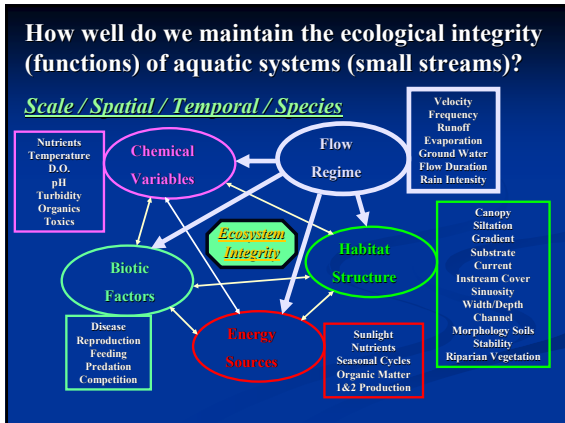 How well do we maintain the ecological integrity
(functions) of aquatic systems (small streams)?
Scale / Spatial / Temporal / Species
Nutrients
Temperature
D.O.
pH
Turbidity
Organics
Toxics
Chemical
Variables
Flow
Regime
Velocity
Frequency
Runoff
Evaporation
Ground Water
Flow Duration
Rain Intensity
Ecosystem
Integrity
Biotic
Factors
Habitat
Structure
Canopy
Siltation
Gradient
Substrate
Current
Instream Cover
Sinuosity
Width/Depth
Channel
Morphology Soils
Stability
Riparian Vegetation
Energy
Sources
Disease
Reproduction
Feeding
Predation
Competition
Sunlight
Nutrients
Seasonal Cycles
Organic Matter
1&2 Production